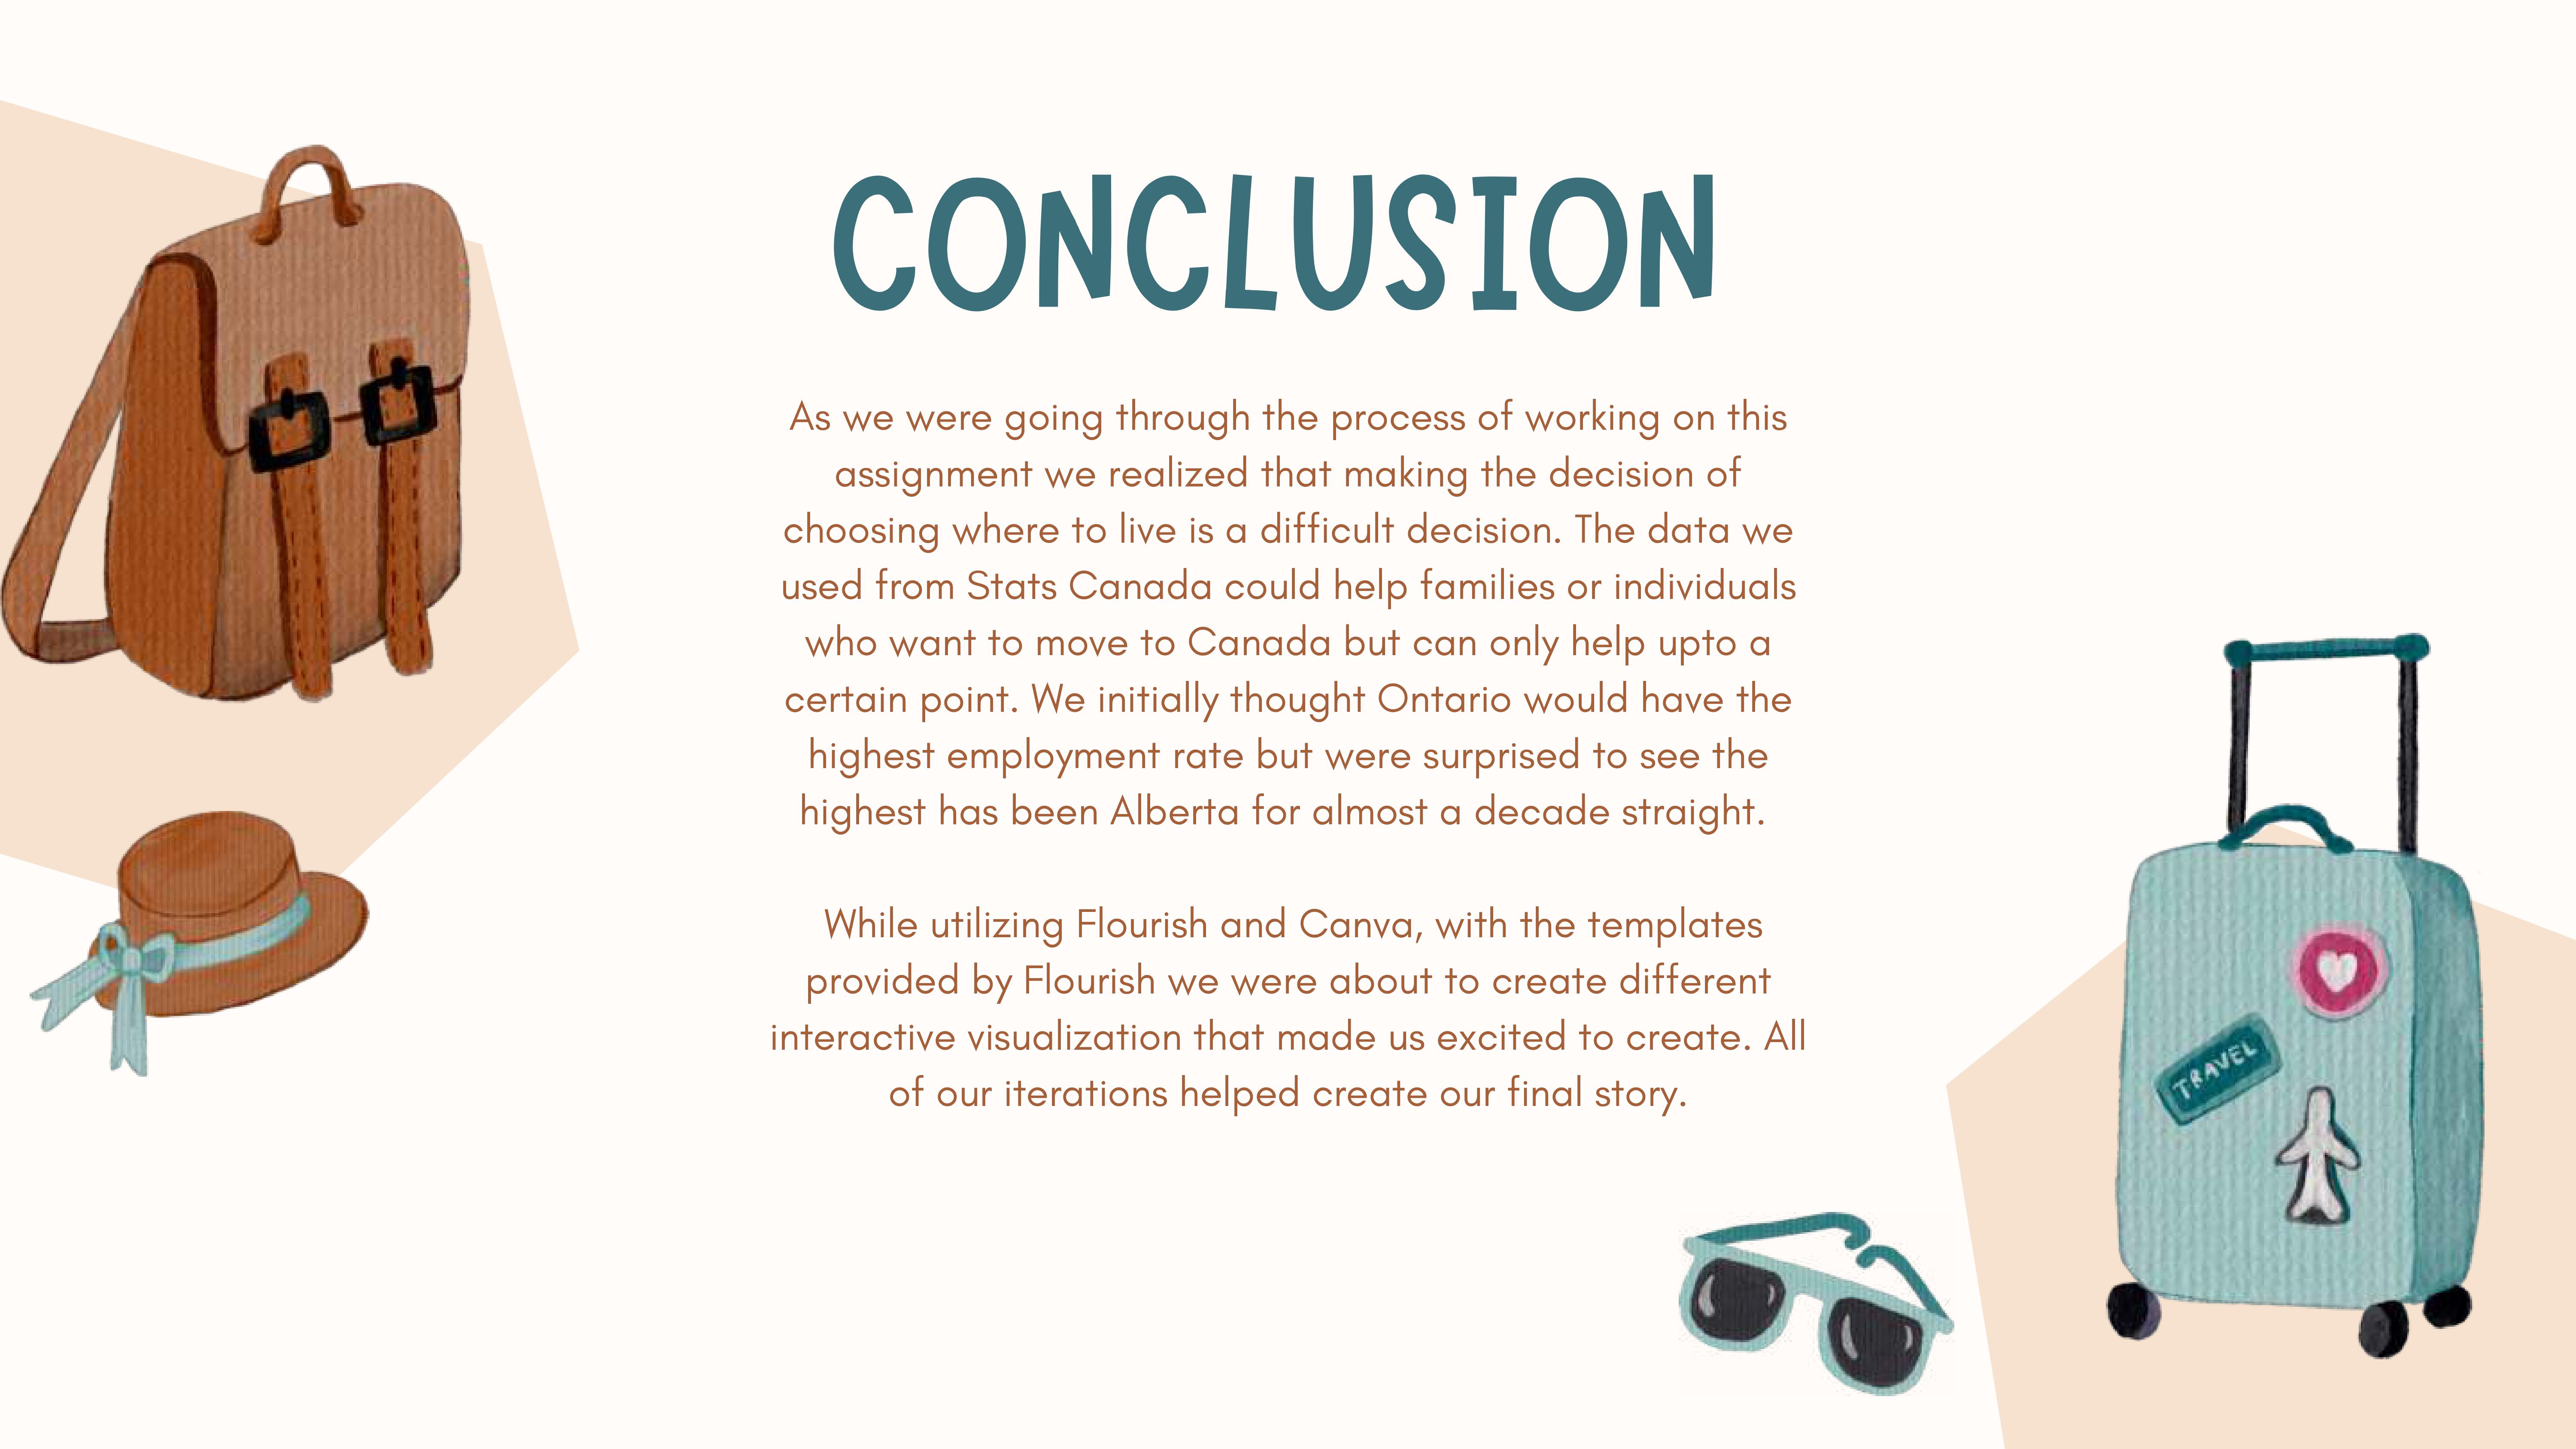 CONCLUSION
As we were going through the process of working on this
assignment we realized that making the decision of
choosing where to live is a difficult decision. The data we
used from Stats Canada could help families or individuals
who want to move to Canada but can only help upto a
certain point. We initially thought Ontario would have the
highest employment rate but were surprised to see the
highest has been Alberta for almost a decade straight.
While utilizing Flourish and Canva, with the templates
provided by Flourish we were about to create different
interactive visualization that made us excited to create. All
of our iterations helped create our final story.
TRAVEL